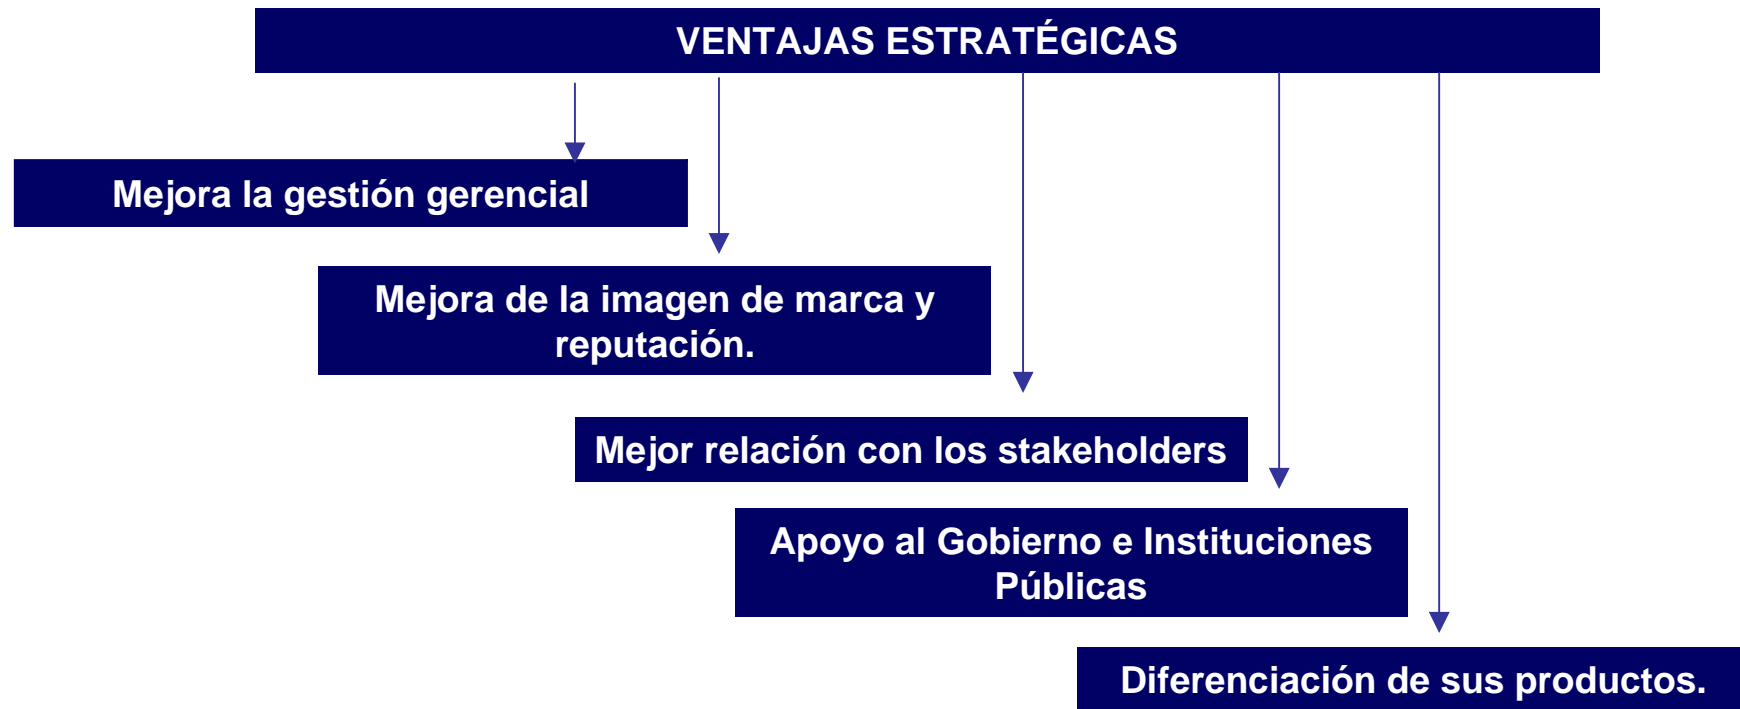 VENTAJAS ESTRATÉGICAS
Mejora la gestión gerencial
Mejora de la imagen de marca y
reputación.
Mejor relación con los stakeholders
Apoyo al Gobierno e Instituciones
Públicas
Diferenciación de sus productos.